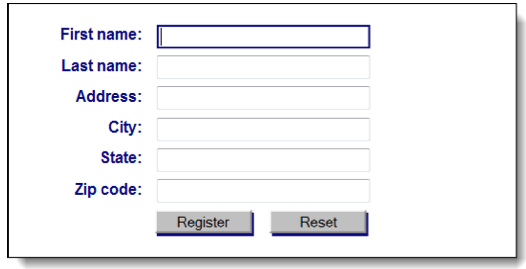 First name:
Last name:
Address:
City:
State:
Zip code:
Register Reset